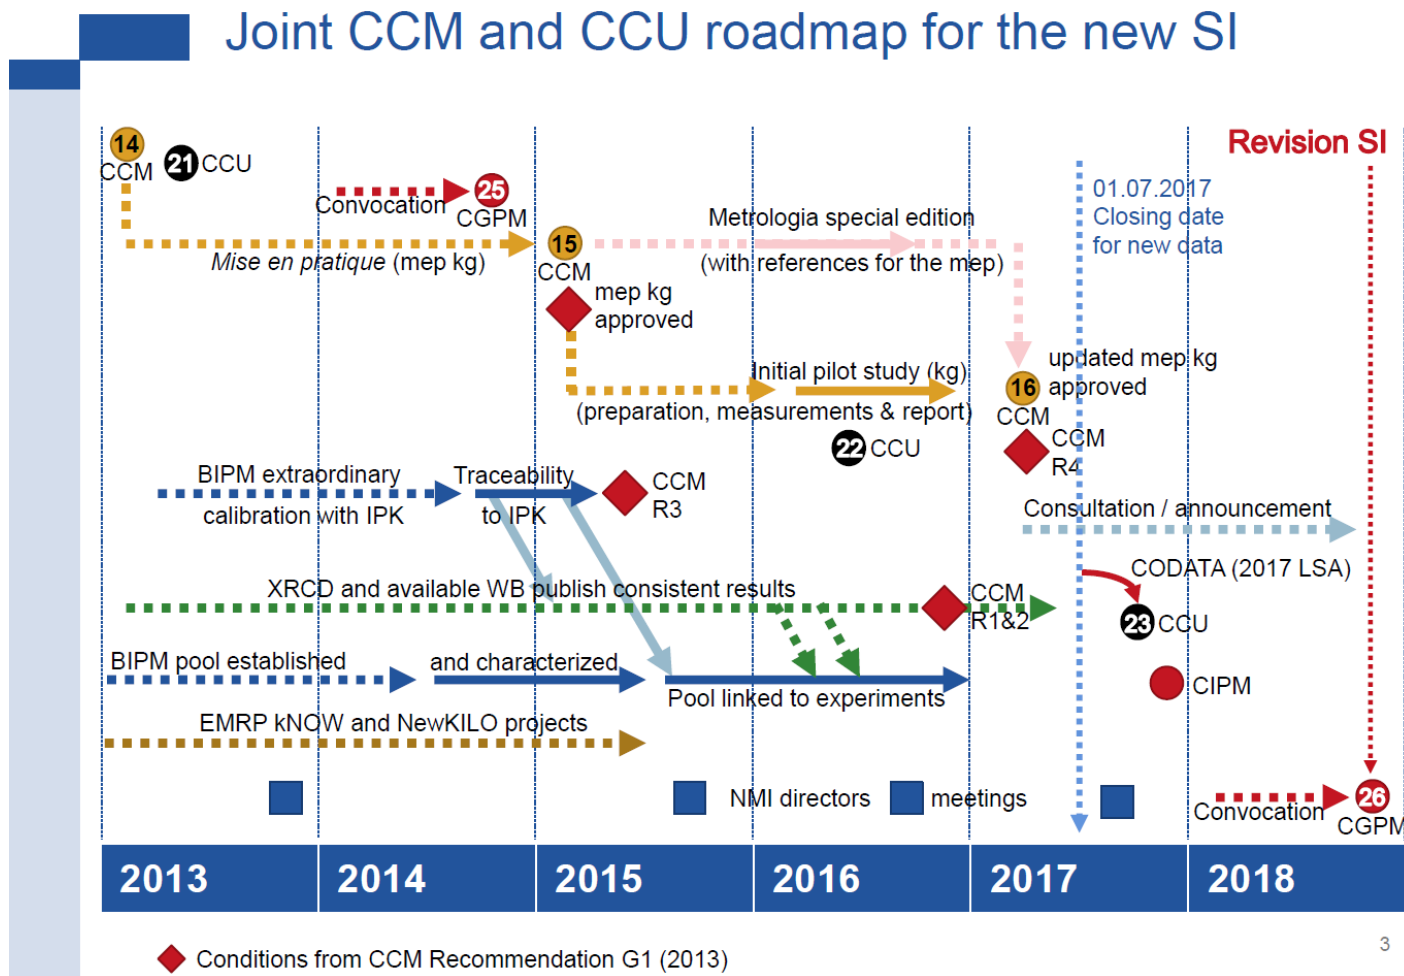 Joint CCM and CCU roadmap for the new SI
14
CCM
21 CCU
Convocation
25
CGPM
Revision SI
01.07.2017
Closing date
for new data
Mise en pratique (mep kg)
15
CCM
Metrologia special edition
(with references for the mep)
mep kg
approved
Initial pilot study (kg)
(preparation, measurements & report)
16
CCM
updated mep kg
approved
22 CCU
CCM
R4
BIPM extraordinary
calibration with IPK
Traceability
to IPK
CCM
R3
Consultation / announcement
XRCD and available WB publish consistent results
CCM
R1&2
CODATA (2017 LSA)
23 CCU
BIPM pool established
and characterized
Pool linked to experiments
CIPM
EMRP kNOW and NewKILO projects
NMI directors
meetings
Convocation
26
CGPM
2013
2014
2015
2016
2017
2018
Conditions from CCM Recommendation G1 (2013)
3